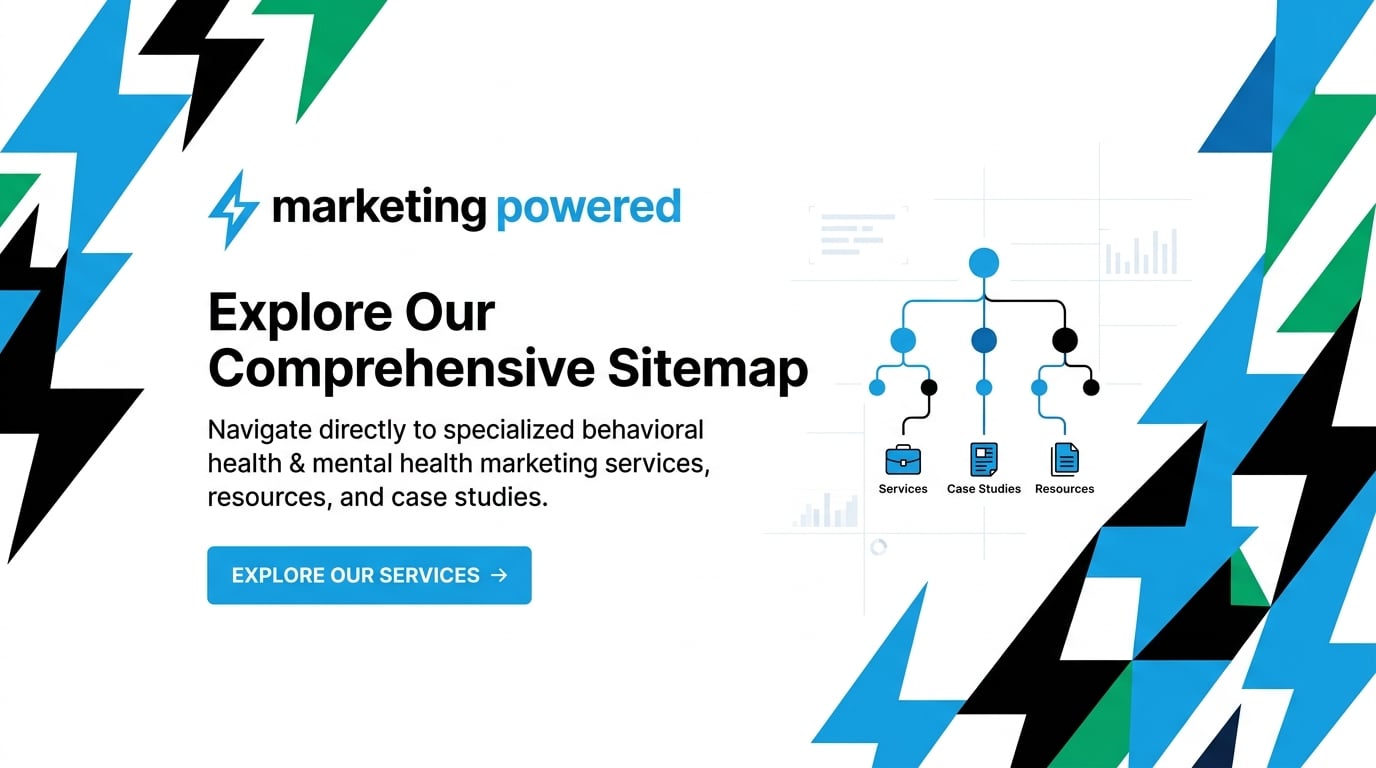 marketing powered
Explore Our
Comprehensive Sitemap
Navigate directly to specialized behavioral
health & mental health marketing services,
resources, and case studies.
EXPLORE OUR SERVICES →
Services
Case Studies
Resources